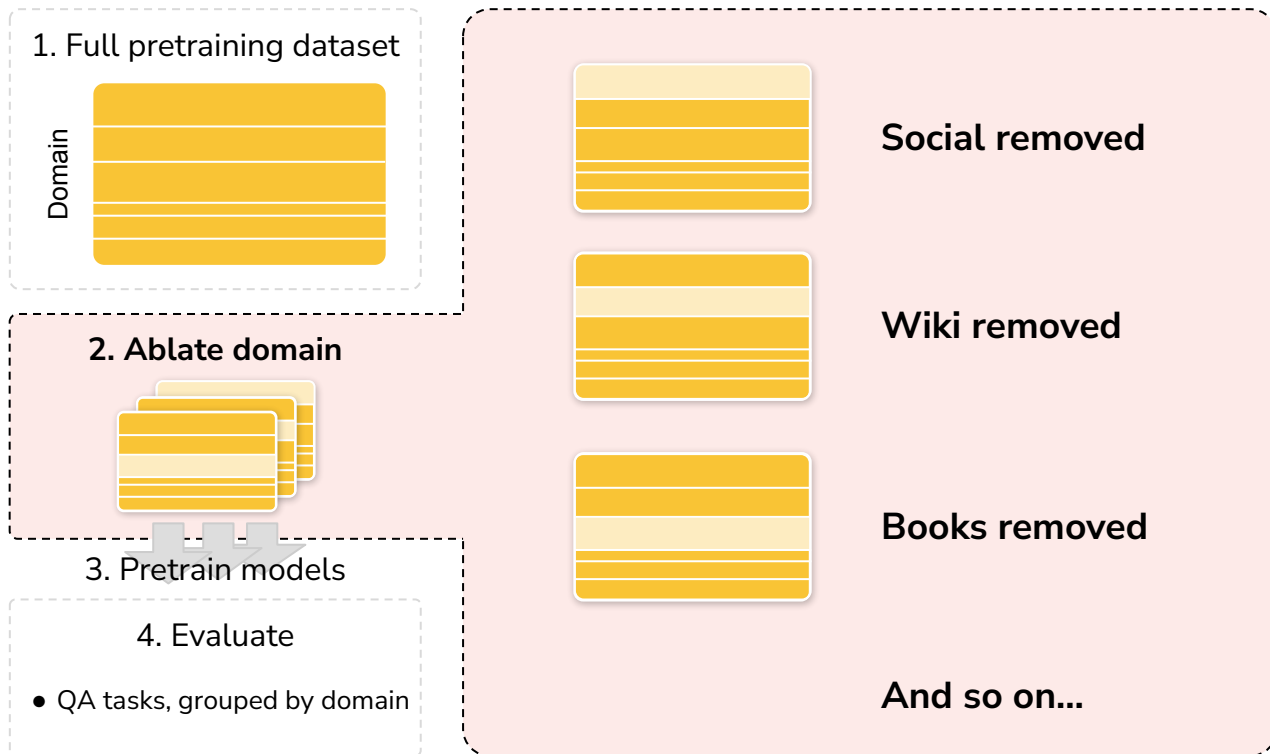 1. Full pretraining dataset
Domain
2. Ablate domain
3. Pretrain models
4. Evaluate
● QA tasks, grouped by domain
Social removed
Wiki removed
Books removed
And so on...